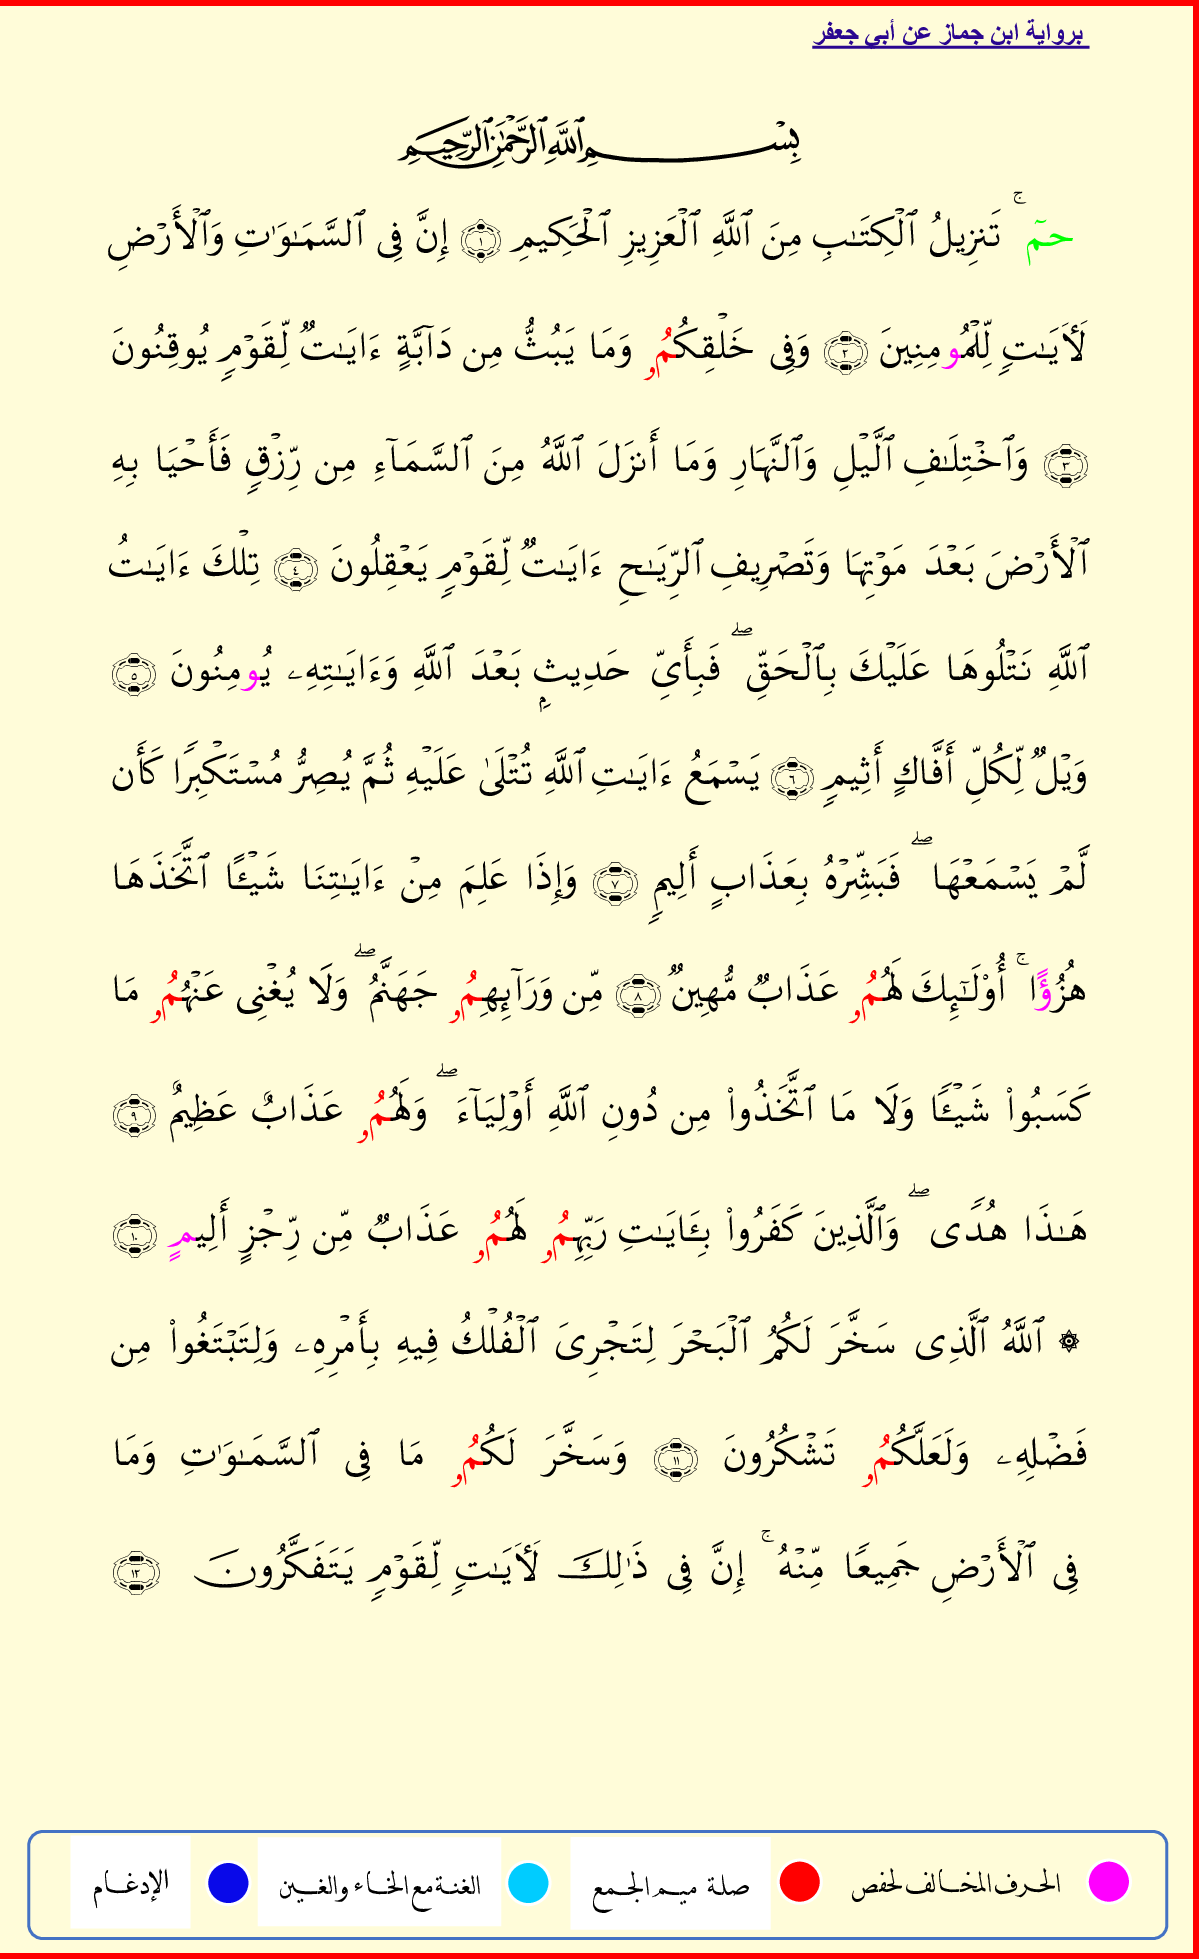 برواية ابن جماز عن أبي جعفر
بِسْمِ ٱللَّهِ ٱلرَّحْمَٰنِ ٱلرَّحِيمِ
حمٓ ۚ تَنزِيلُ ٱلْكِتَٰبِ مِنَ ٱللَّهِ ٱلْعَزِيزِ ٱلْحَكِيمِ ١ إِنَّ فِى ٱلسَّمَٰوَٰتِ وَٱلْأَرْضِ
لَأٓيَٰتٍ لِّلْمُومِنِينَ ٢ وَفِى خَلْقِكُمُۥ وَمَا يَبُثُّ مِن دَآبَّةٍ ءَايَٰتٌ لِّقَوْمٍ يُوقِنُونَ
٣ وَٱخْتِلَٰفِ ٱلَّيْلِ وَٱلنَّهَارِ وَمَا أَنزَلَ ٱللَّهُ مِنَ ٱلسَّمَآءِ مِن رِّزْقٍ فَأَحْيَا بِهِ
ٱلْأَرْضَ بَعْدَ مَوْتِهَا وَتَصْرِيفِ ٱلرِّيَٰحِ ءَايَٰتٌ لِّقَوْمٍ يَعْقِلُونَ ٤ تِلْكَ ءَايَٰتُ
ٱللَّهِ نَتْلُوهَا عَلَيْكَ بِٱلْحَقِّ ۖ فَبِأَىِّ حَدِيثٍۭ بَعْدَ ٱللَّهِ وَءَايَٰتِهِۦ يُومِنُونَ ٥
وَيْلٌ لِّكُلِّ أَفَّاكٍ أَثِيمٍ ٦ يَسْمَعُ ءَايَٰتِ ٱللَّهِ تُتْلَىٰ عَلَيْهِ ثُمَّ يُصِرُّ مُسْتَكْبِرًا كَأَن
لَّمْ يَسْمَعْهَا ۖ فَبَشِّرْهُ بِعَذَابٍ أَلِيمٍ ٧ وَإِذَا عَلِمَ مِنْ ءَايَٰتِنَا شَيْـًٔا ٱتَّخَذَهَا
هُزُؤًا ۚ أُوْلَٰٓئِكَ لَهُمُۥ عَذَابٌ مُّهِينٌ ٨ مِّن وَرَآئِهِمُۥ جَهَنَّمُ ۖ وَلَا يُغْنِى عَنْهُمُۥ مَا
كَسَبُواْ شَيْـًٔا وَلَا مَا ٱتَّخَذُواْ مِن دُونِ ٱللَّهِ أَوْلِيَآءَ ۖ وَلَهُمُۥ عَذَابٌ عَظِيمٌ ٩
هَٰذَا هُدًى ۖ وَٱلَّذِينَ كَفَرُواْ بِـَٔايَٰتِ رَبِّهِمُۥ لَهُمُۥ عَذَابٌ مِّن رِّجْزٍ أَلِيمٍ ١٠
۞ ٱللَّهُ ٱلَّذِى سَخَّرَ لَكُمُ ٱلْبَحْرَ لِتَجْرِىَ ٱلْفُلْكُ فِيهِ بِأَمْرِهِۦ وَلِتَبْتَغُواْ مِن
فَضْلِهِۦ وَلَعَلَّكُمُۥ تَشْكُرُونَ ١١ وَسَخَّرَ لَكُمُۥ مَا فِى ٱلسَّمَٰوَٰتِ وَمَا
فِى ٱلْأَرْضِ جَمِيعًا مِّنْهُ ۚ إِنَّ فِى ذَٰلِكَ لَأٓيَٰتٍ لِّقَوْمٍ يَتَفَكَّرُونَ ١٢
الحرف المخالف لحفص صلة ميم الجمع الغنة مع الخاء والغين الإدغام